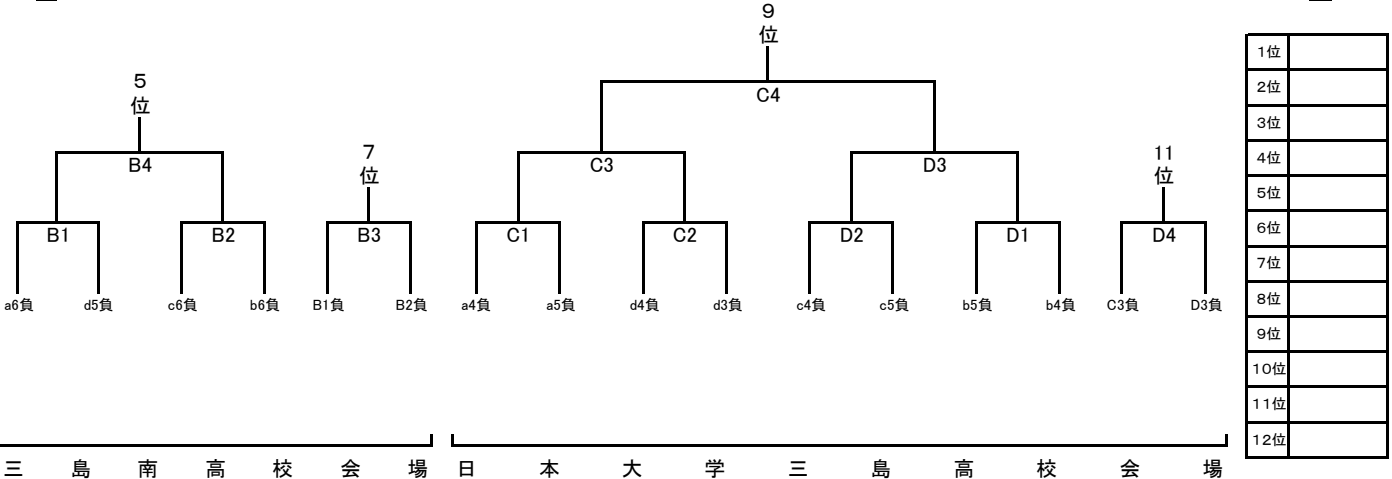 9
位
C4
5
位
B4
7
位
C3
D3
11
位
B1
B2
B3
C1
C2
D2
D1
D4
a6負
d5負
c6負
b6負
B1負
B2負
a4負
a5負
d4負
d3負
c4負
c5負
b5負
b4負
C3負
D3負
三島南高校会場
日本大学三島高校会場
1位
2位
3位
4位
5位
6位
7位
8位
9位
10位
11位
12位